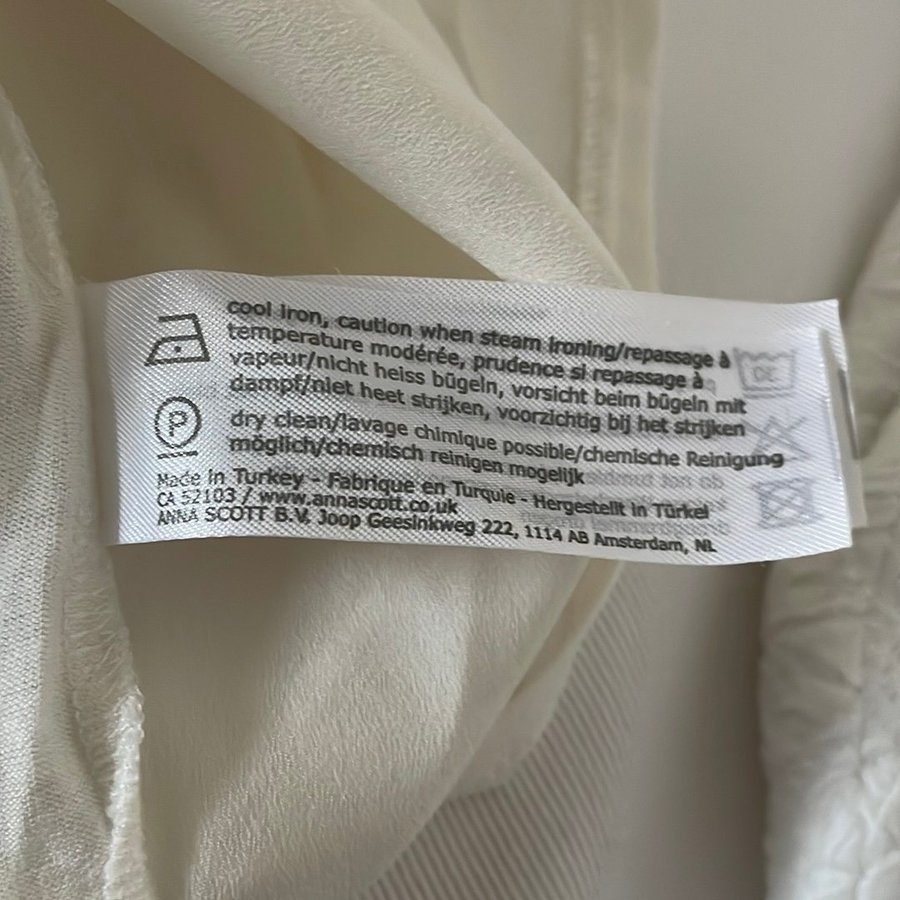 cool iron, caution when steam ironing/repassage à
temperature modérée, prudence si repassage à
vapeur/nicht heiss bügeln, vorsicht beim bügeln mit
dampf/niet heet strijken, voorzichtig bij het strijken
P
dry clean/lavage chimique possible/chemische Reinigung
möglich/chemisch reinigen mogelijk
Made in Turkey - Fabrique en Turquie - Hergestellt in Türkei
CA 52103 / www.annascott.co.uk
ANNA SCOTT B.V. Joop Geesinkweg 222, 1114 AB Amsterdam, NL